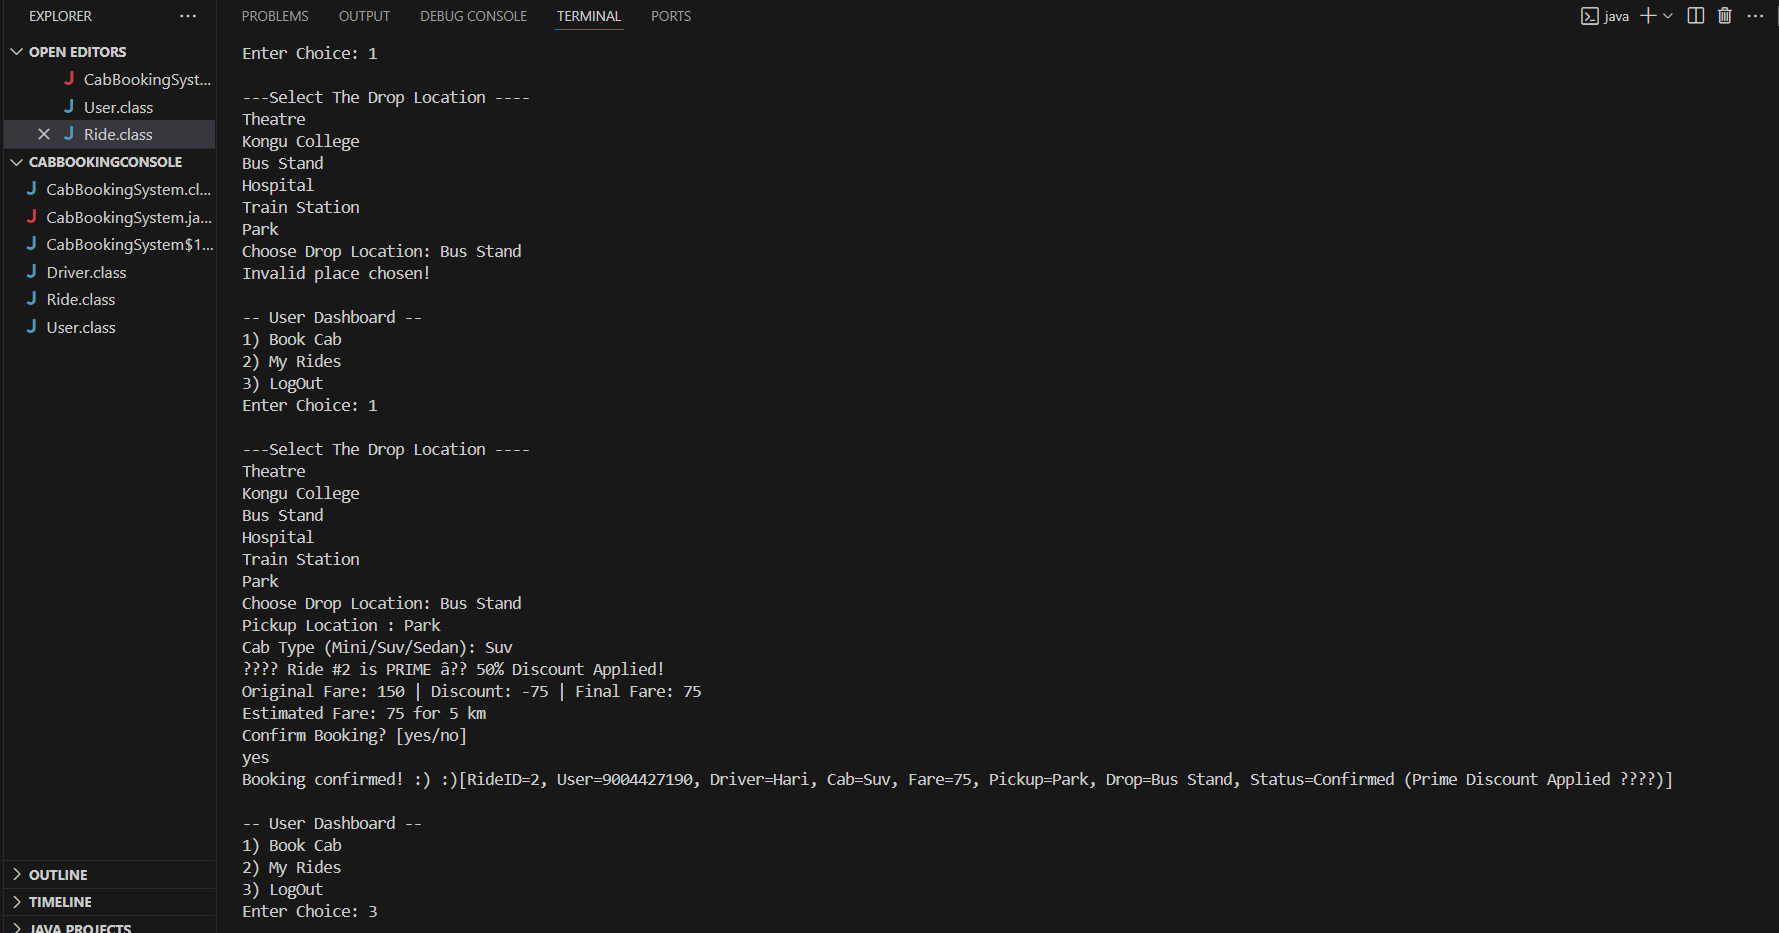 EXPLORER
OPEN EDITORS
CabBookingSyst...
User.class
Ride.class
CABBOOKINGCONSOLE
CabBookingSystem.cl...
CabBookingSystem.ja...
CabBookingSystem$1...
Driver.class
Ride.class
User.class
OUTLINE
TIMELINE
JAVA PROJECTS
PROBLEMS OUTPUT DEBUG CONSOLE TERMINAL PORTS
java
Enter Choice: 1
---Select The Drop Location ----
Theatre
Kongu College
Bus Stand
Hospital
Train Station
Park
Choose Drop Location: Bus Stand
Invalid place chosen!
-- User Dashboard --
1) Book Cab
2) My Rides
3) LogOut
Enter Choice: 1
---Select The Drop Location ----
Theatre
Kongu College
Bus Stand
Hospital
Train Station
Park
Choose Drop Location: Bus Stand
Pickup Location : Park
Cab Type (Mini/Suv/Sedan): Suv
???? Ride #2 is PRIME â?? 50% Discount Applied!
Original Fare: 150 | Discount: -75 | Final Fare: 75
Estimated Fare: 75 for 5 km
Confirm Booking? [yes/no]
yes
Booking confirmed! :) :)[RideID=2, User=9004427190, Driver=Hari, Cab=Suv, Fare=75, Pickup=Park, Drop=Bus Stand, Status=Confirmed (Prime Discount Applied ????)]
-- User Dashboard --
1) Book Cab
2) My Rides
3) LogOut
Enter Choice: 3